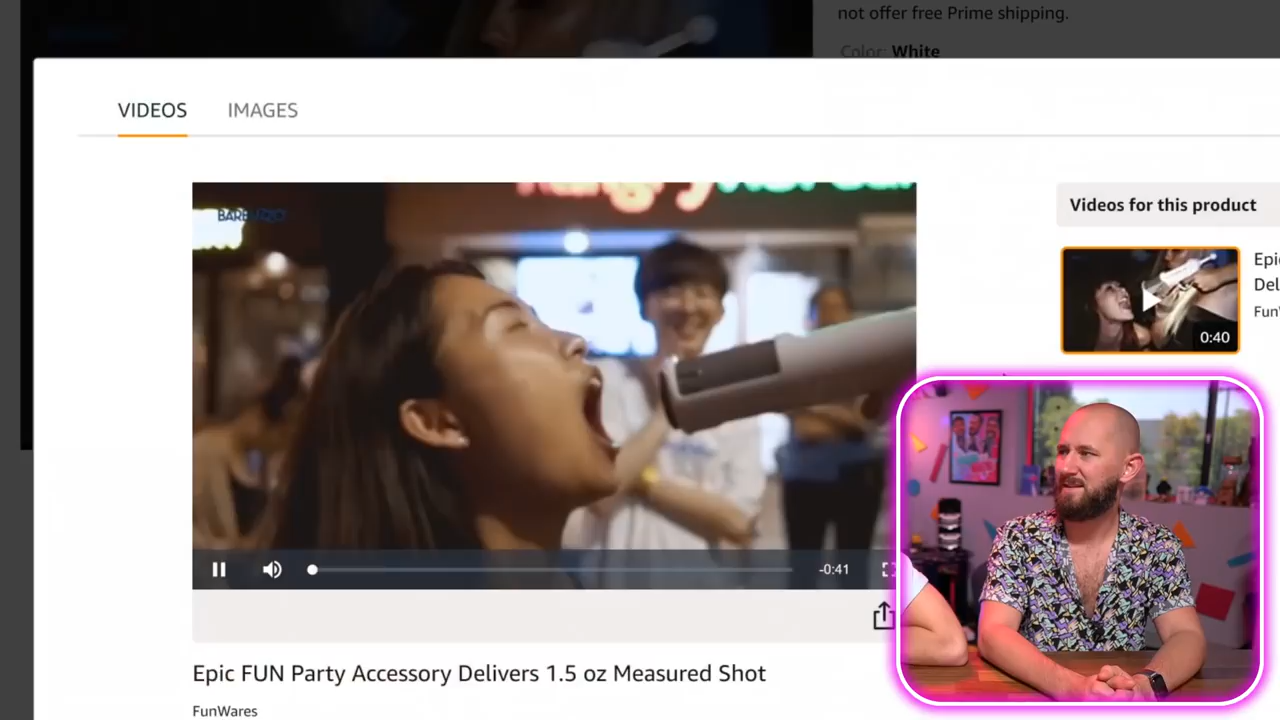 not offer free Prime shipping.
Color: White
VIDEOS IMAGES
Videos for this product
0:40
-0:41
Epic FUN Party Accessory Delivers 1.5 oz Measured Shot
FunWares